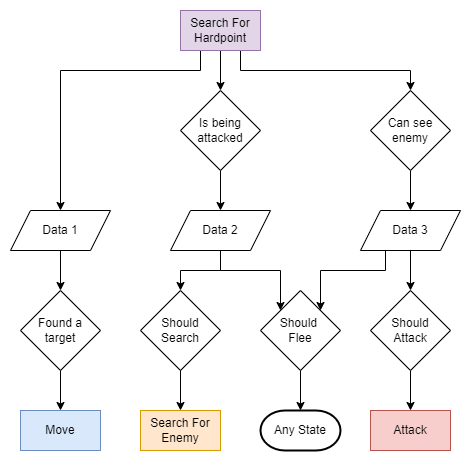 Search For
Hardpoint
Is being
attacked
Can see
enemy
Data 1
Data 2
Data 3
Found a
target
Should
Search
Should
Flee
Should
Attack
Move
Search For
Enemy
Any State
Attack